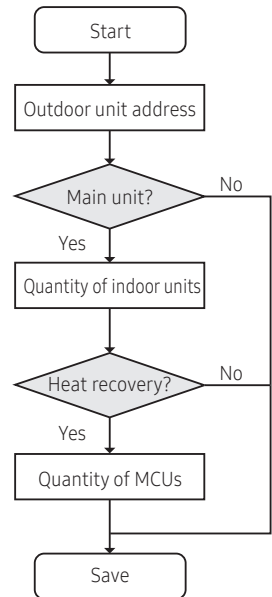 Start
Outdoor unit address
Main unit?
No
Yes
Quantity of indoor units
Heat recovery?
No
Yes
Quantity of MCUs
Save